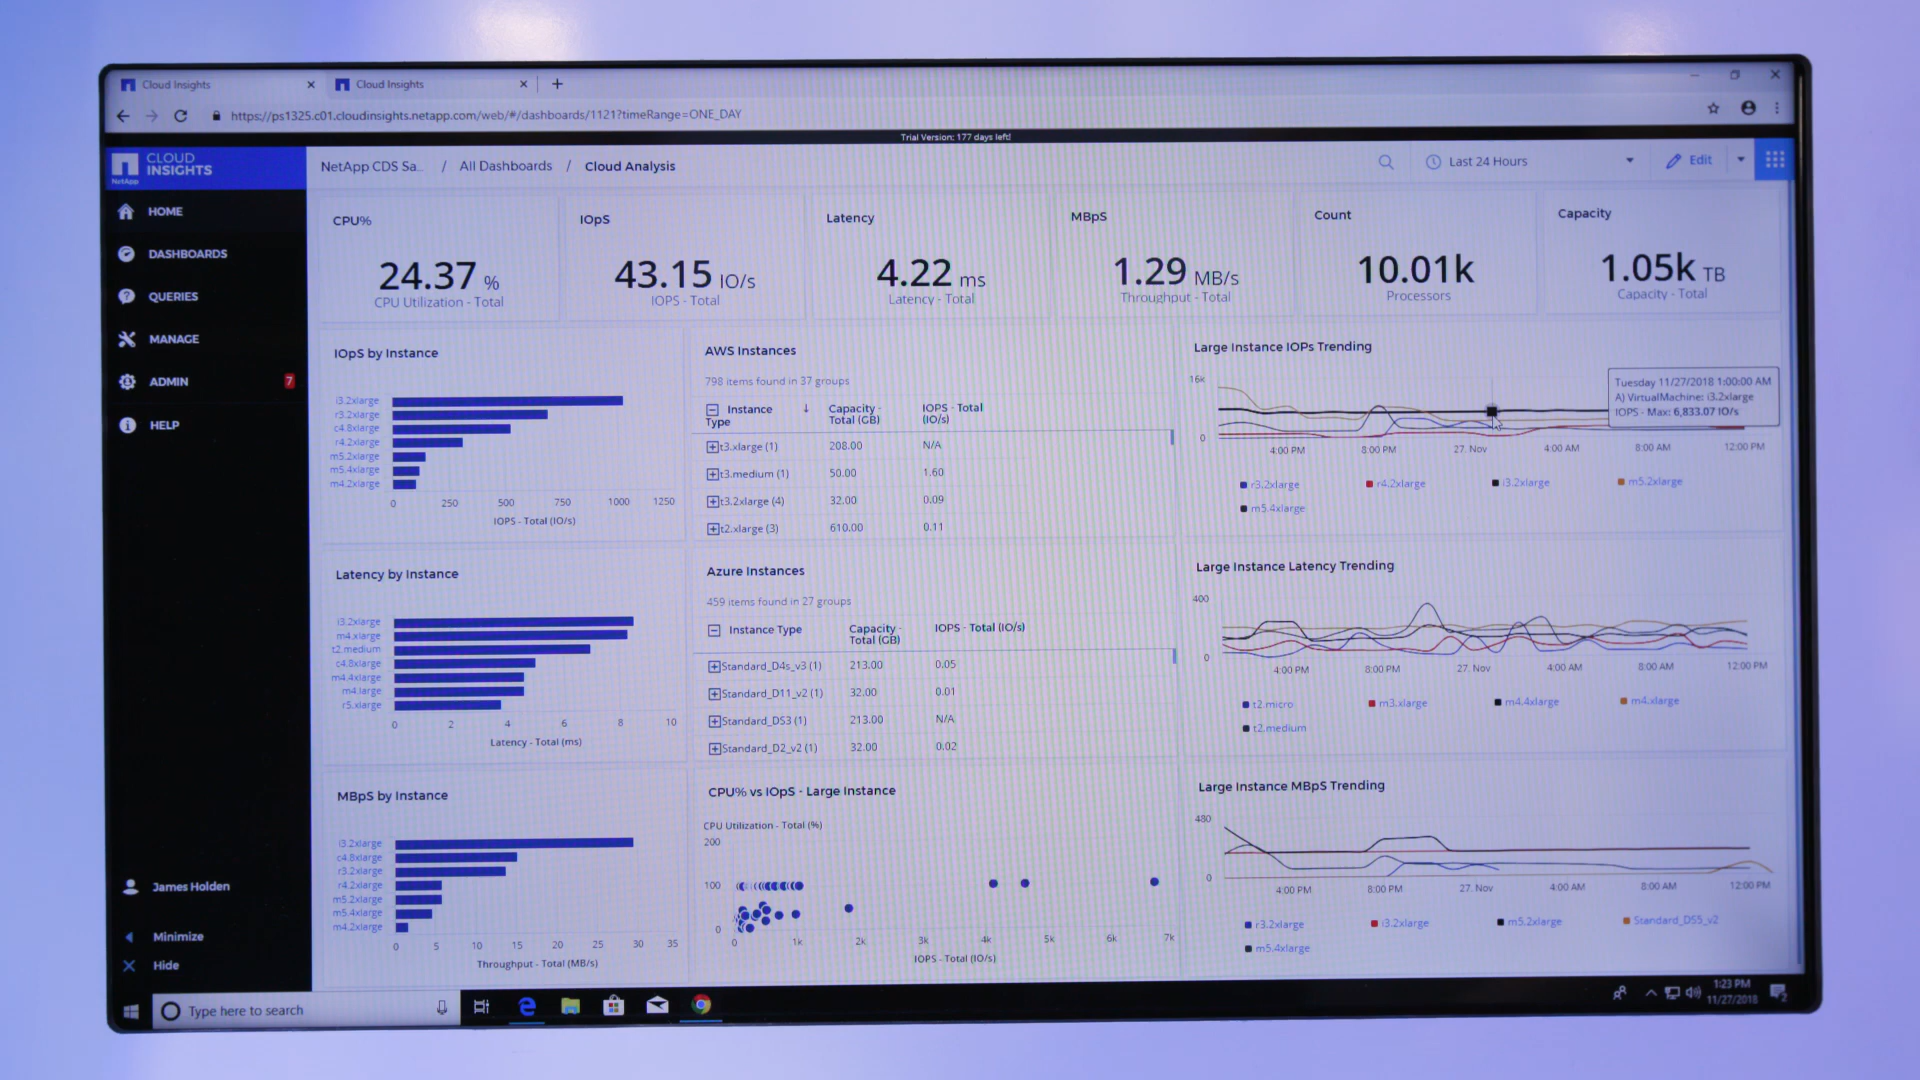 Cloud Insights
Cloud Insights
https://ps1325.c01.cloudinsights.netapp.com/web/#/dashboards/1121?timeRange=ONE_DAY
Trial Version: 177 days left!
NetApp
CLOUD
INSIGHTS
NetApp CDS Sa... / All Dashboards / Cloud Analysis
Last 24 Hours
Edit
HOME
DASHBOARDS
QUERIES
MANAGE
ADMIN 7
HELP
James Holden
Minimize
Hide
CPU%
24.37 %
CPU Utilization - Total
IOpS
43.15 IO/s
IOPS - Total
Latency
4.22 ms
Latency - Total
MBpS
1.29 MB/s
Throughput - Total
Count
10.01k
Processors
Capacity
1.05k TB
Capacity - Total
IOpS by Instance
i3.2xlarge
r3.2xlarge
c4.8xlarge
r4.2xlarge
m5.2xlarge
m5.4xlarge
m4.2xlarge
0 250 500 750 1000 1250
IOPS - Total (IO/s)
AWS Instances
798 items found in 37 groups
Instance Type ↓ Capacity - Total (GB) IOPS - Total (IO/s)
t3.xlarge (1) 208.00 N/A
t3.medium (1) 50.00 1.60
t3.2xlarge (4) 32.00 0.09
t2.xlarge (3) 610.00 0.11
Large Instance IOPs Trending
16k
0
Tuesday 11/27/2018 1:00:00 AM
A) VirtualMachine: i3.2xlarge
IOPS - Max: 6,833.07 IO/s
4:00 PM 8:00 PM 27. Nov 4:00 AM 8:00 AM 12:00 PM
r3.2xlarge r4.2xlarge i3.2xlarge m5.2xlarge
m5.4xlarge
Latency by Instance
i3.2xlarge
m4.xlarge
t2.medium
c4.8xlarge
m4.4xlarge
m4.large
r5.xlarge
0 2 4 6 8 10
Latency - Total (ms)
Azure Instances
459 items found in 27 groups
Instance Type Capacity - Total (GB) IOPS - Total (IO/s)
Standard_D4s_v3 (1) 213.00 0.05
Standard_D11_v2 (1) 32.00 0.01
Standard_DS3 (1) 213.00 N/A
Standard_D2_v2 (1) 32.00 0.02
Large Instance Latency Trending
400
0
4:00 PM 8:00 PM 27. Nov 4:00 AM 8:00 AM 12:00 PM
t2.micro m3.xlarge m4.4xlarge m4.xlarge
t2.medium
MBpS by Instance
i3.2xlarge
c4.8xlarge
r3.2xlarge
r4.2xlarge
m5.2xlarge
m5.4xlarge
m4.2xlarge
0 5 10 15 20 25 30 35
Throughput - Total (MB/s)
CPU% vs IOpS - Large Instance
CPU Utilization - Total (%)
200
100
0
0 1k 2k 3k 4k 5k 6k 7k
IOPS - Total (IO/s)
Large Instance MBpS Trending
480
0
4:00 PM 8:00 PM 27. Nov 4:00 AM 8:00 AM 12:00 PM
r3.2xlarge i3.2xlarge m5.2xlarge Standard_DS5_v2
m5.4xlarge
Type here to search
1:23 PM
11/27/2018
2